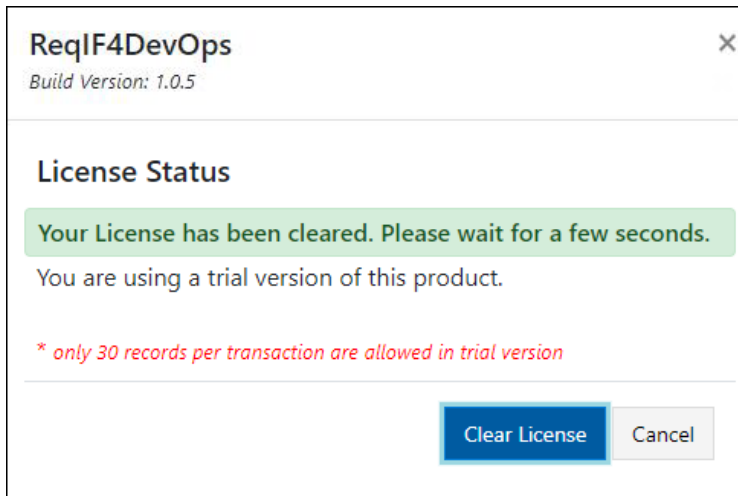 ReqIF4DevOps
Build Version: 1.0.5
License Status
Your License has been cleared. Please wait for a few seconds.
You are using a trial version of this product.
* only 30 records per transaction are allowed in trial version
Clear License Cancel